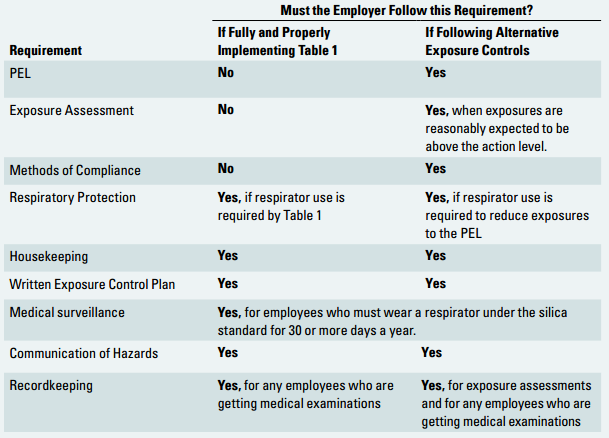 Must the Employer Follow this Requirement?
Requirement
If Fully and Properly
Implementing Table 1
If Following Alternative
Exposure Controls
PEL
No
Yes
Exposure Assessment
No
Yes, when exposures are
reasonably expected to be
above the action level.
Methods of Compliance
No
Yes
Respiratory Protection
Yes, if respirator use is
required by Table 1
Yes, if respirator use is
required to reduce exposures
to the PEL
Housekeeping
Yes
Yes
Written Exposure Control Plan
Yes
Yes
Medical surveillance
Yes, for employees who must wear a respirator under the silica
standard for 30 or more days a year.
Communication of Hazards
Yes
Yes
Recordkeeping
Yes, for any employees who are
getting medical examinations
Yes, for exposure assessments
and for any employees who are
getting medical examinations